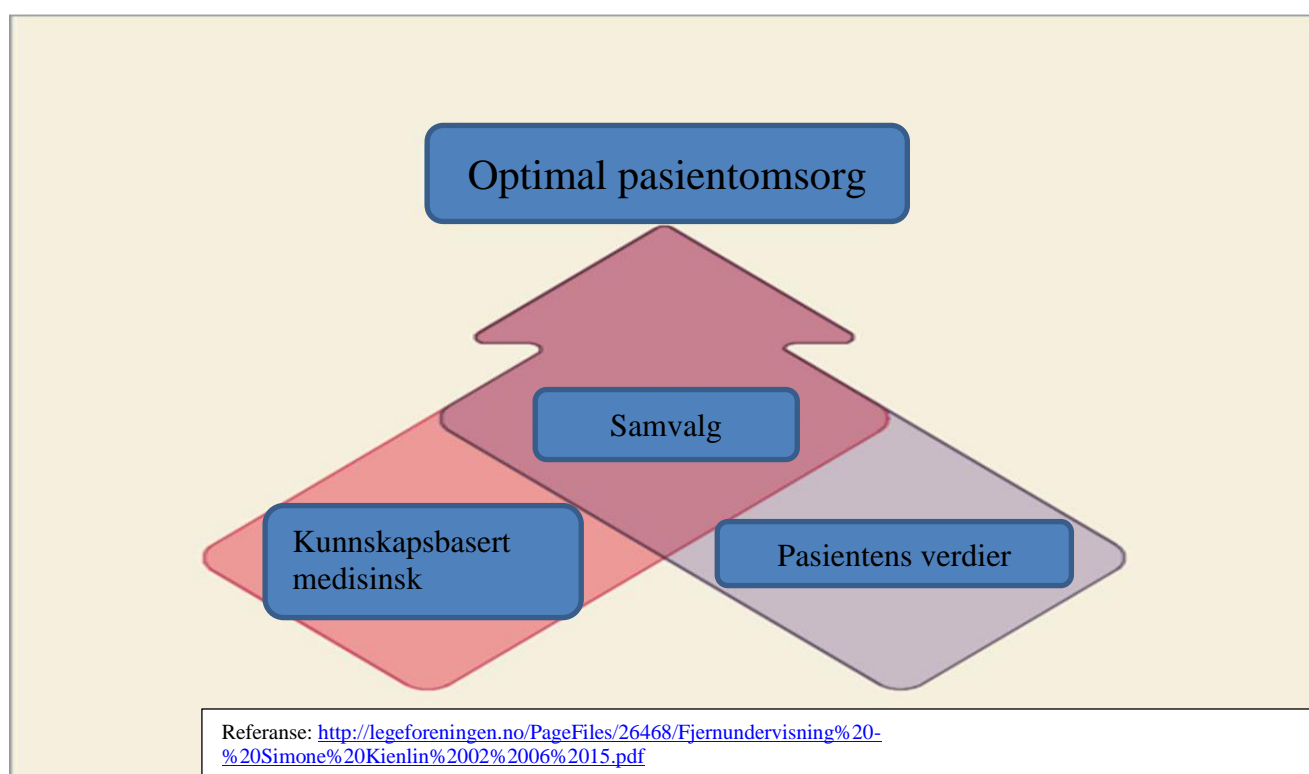 Optimal pasientomsorg
Samvalg
Kunnskapsbasert
medisinsk
Pasientens verdier
Referanse: http://legeforeningen.no/PageFiles/26468/Fjernundervisning%20-
%20Simone%20Kienlin%2002%2006%2015.pdf